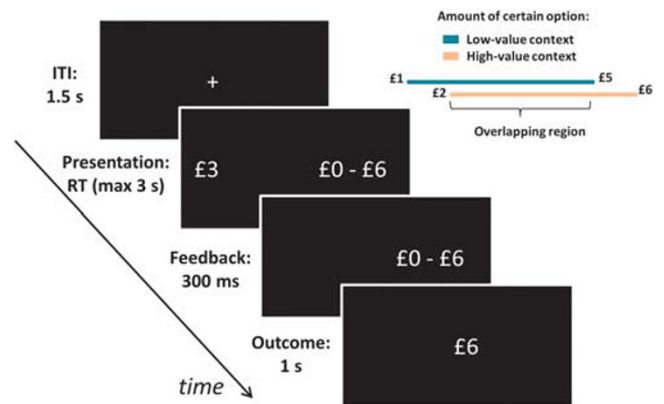 ITI:
1.5 s
+
Presentation:
RT (max 3 s)
£3
£0 - £6
Feedback:
300 ms
£0 - £6
Outcome:
1 s
£6
time
Amount of certain option:
Low-value context
High-value context
£1
£5
£2
£6
Overlapping region